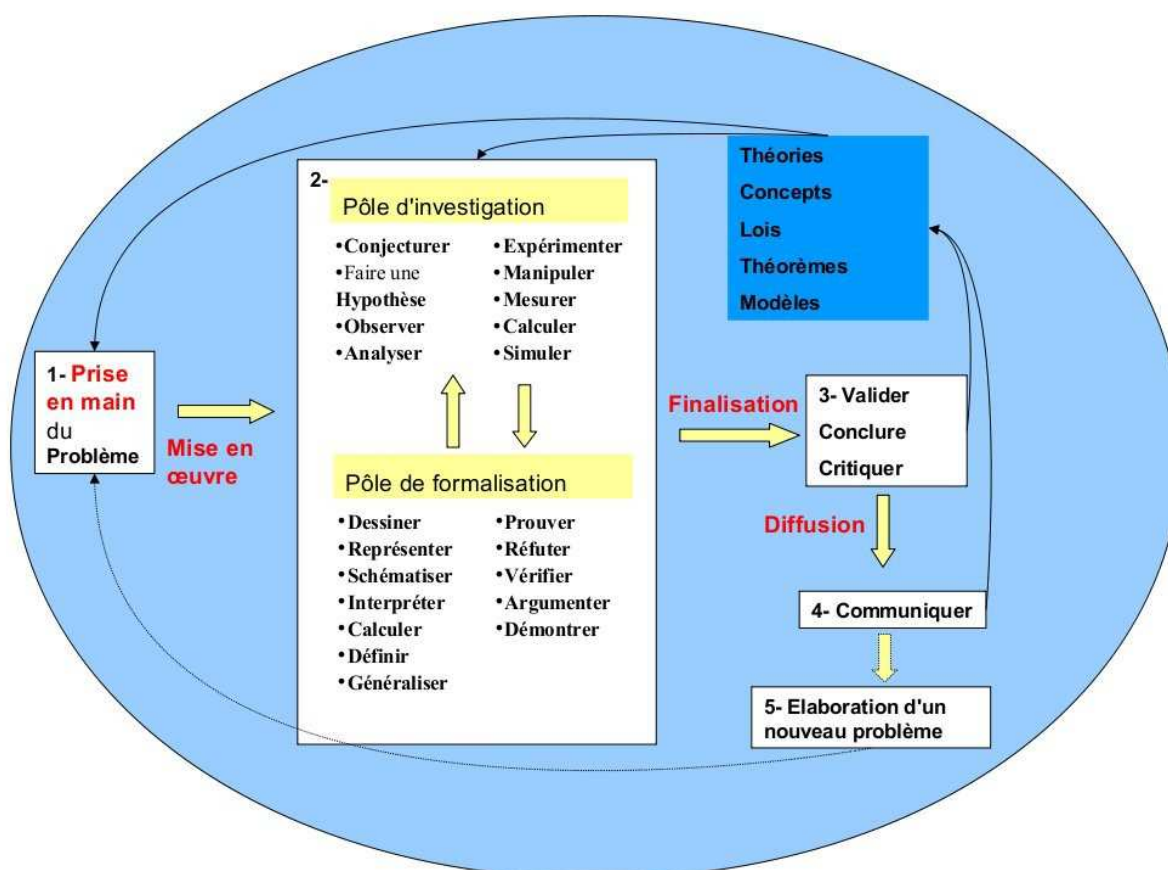 1- Prise
en main
du
Problème
Mise en
œuvre
2-
Pôle d'investigation
•Conjecturer
•Faire une
Hypothèse
•Observer
•Analyser
•Expérimenter
•Manipuler
•Mesurer
•Calculer
•Simuler
Pôle de formalisation
•Dessiner
•Représenter
•Schématiser
•Interpréter
•Calculer
•Définir
•Généraliser
•Prouver
•Réfuter
•Vérifier
•Argumenter
•Démontrer
Théories
Concepts
Lois
Théorèmes
Modèles
Finalisation
3- Valider
Conclure
Critiquer
Diffusion
4- Communiquer
5- Elaboration d'un
nouveau problème